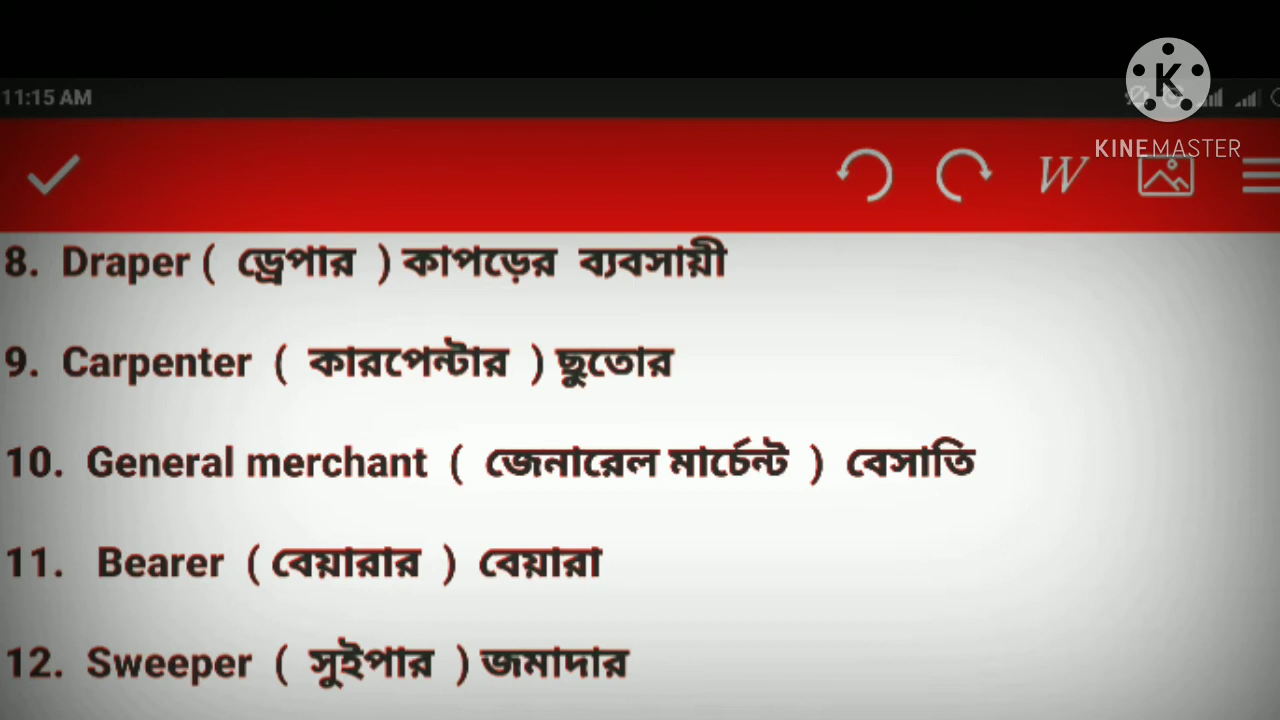 KINEMASTER
11:15 AM
W
8. Draper ( ড্রেপার ) কাপড়ের ব্যবসায়ী
9. Carpenter ( কারপেন্টার ) ছুতোর
10. General merchant ( জেনারেল মার্চেন্ট ) বেসাতি
11. Bearer ( বেয়ারার ) বেয়ারা
12. Sweeper ( সুইপার ) জমাদার